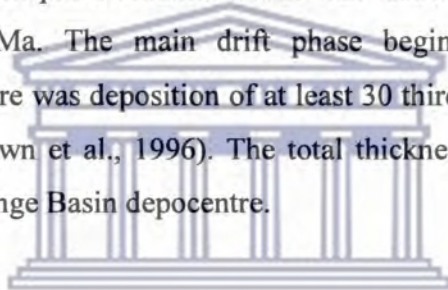 Ma. The main drift phase begin
re was deposition of at least 30 third
wn et al., 1996). The total thickne
nge Basin depocentre.